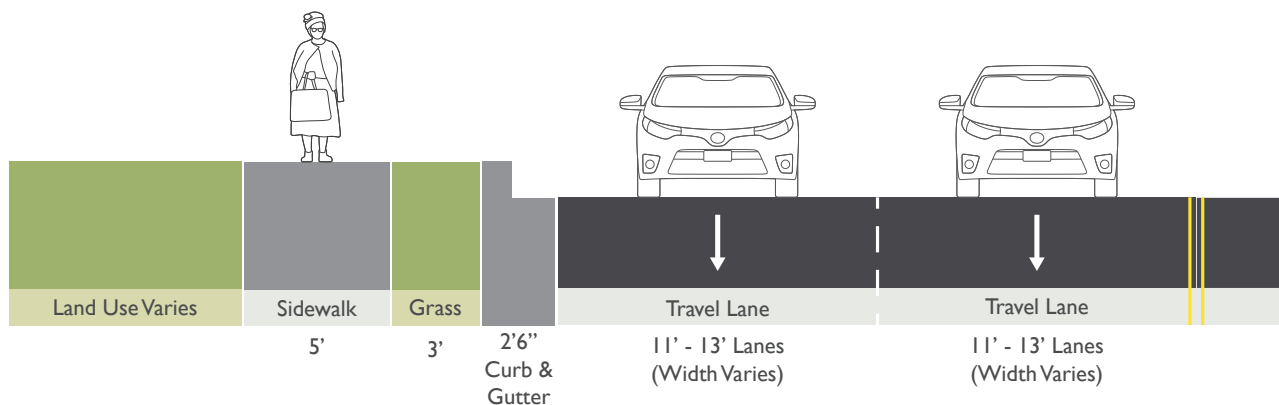 Land Use Varies
Sidewalk
Grass
Travel Lane
Travel Lane
5’
3’
2’6’’
Curb &
Gutter
11’ - 13’ Lanes
(Width Varies)
11’ - 13’ Lanes
(Width Varies)